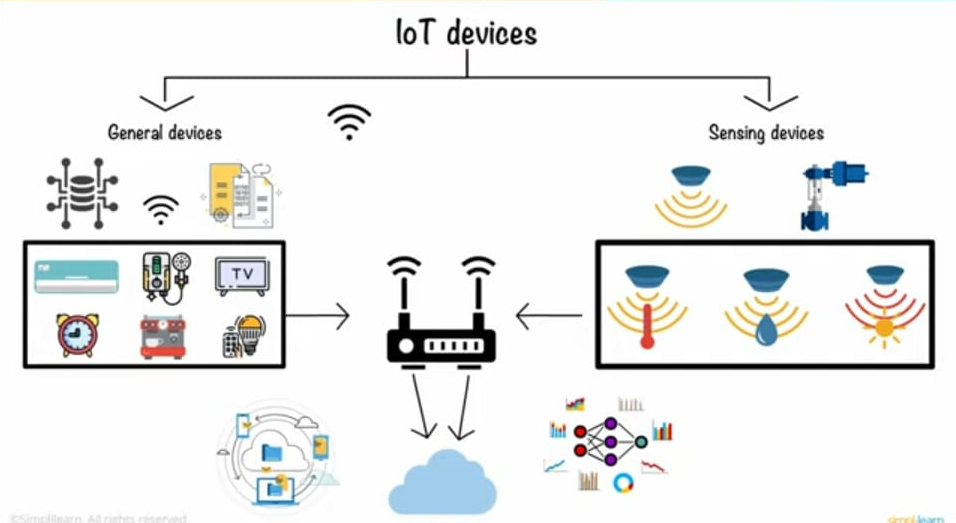 IoT devices
General devices
Sensing devices
TV
©Simplilearn. All rights reserved.
simplilearn